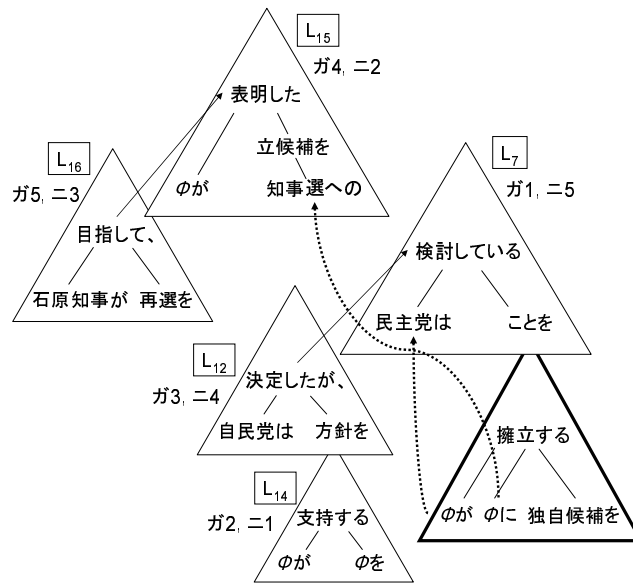 L15
ガ4, ニ2
表明した
立候補を
Φが
知事選への
L16
ガ5, ニ3
目指して、
石原知事が
再選を
L7
ガ1, ニ5
検討している
民主党は
ことを
L12
ガ3, ニ4
決定したが、
自民党は
方針を
L14
ガ2, ニ1
支持する
Φが
Φを
擁立する
Φが
Φに
独自候補を